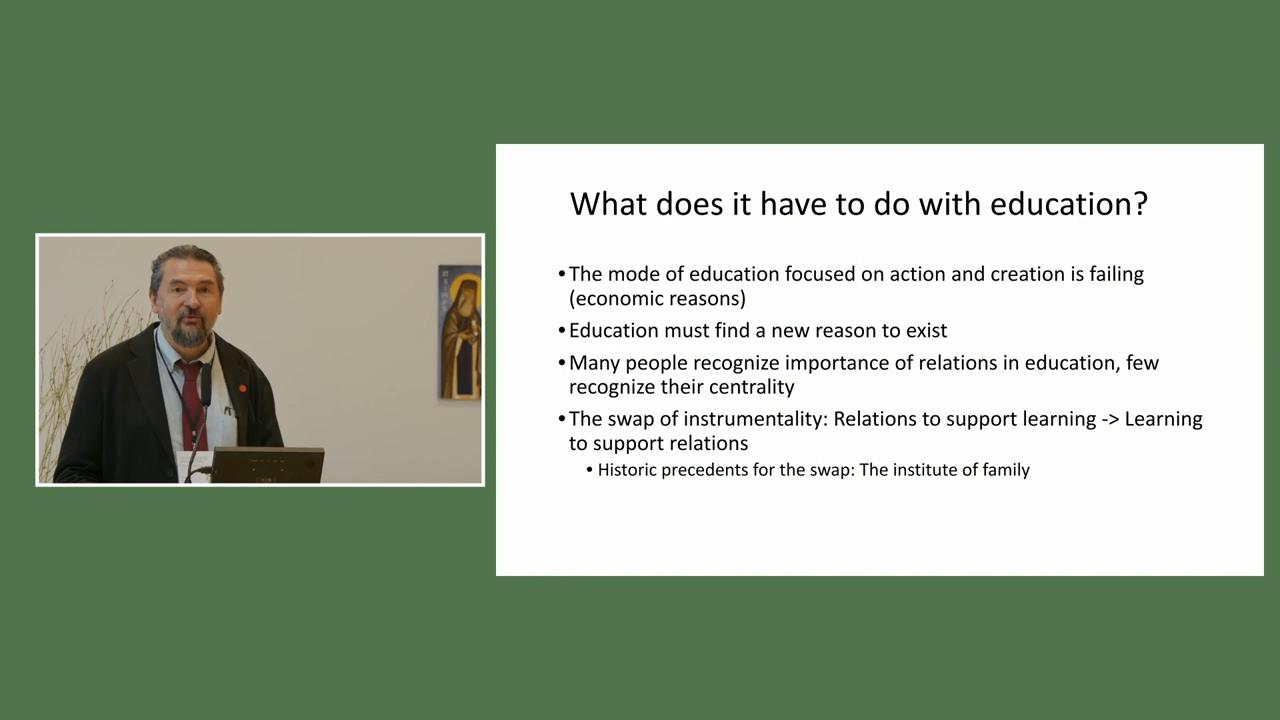 What does it have to do with education?
•The mode of education focused on action and creation is failing
(economic reasons)
•Education must find a new reason to exist
•Many people recognize importance of relations in education, few
recognize their centrality
•The swap of instrumentality: Relations to support learning -> Learning
to support relations
• Historic precedents for the swap: The institute of family